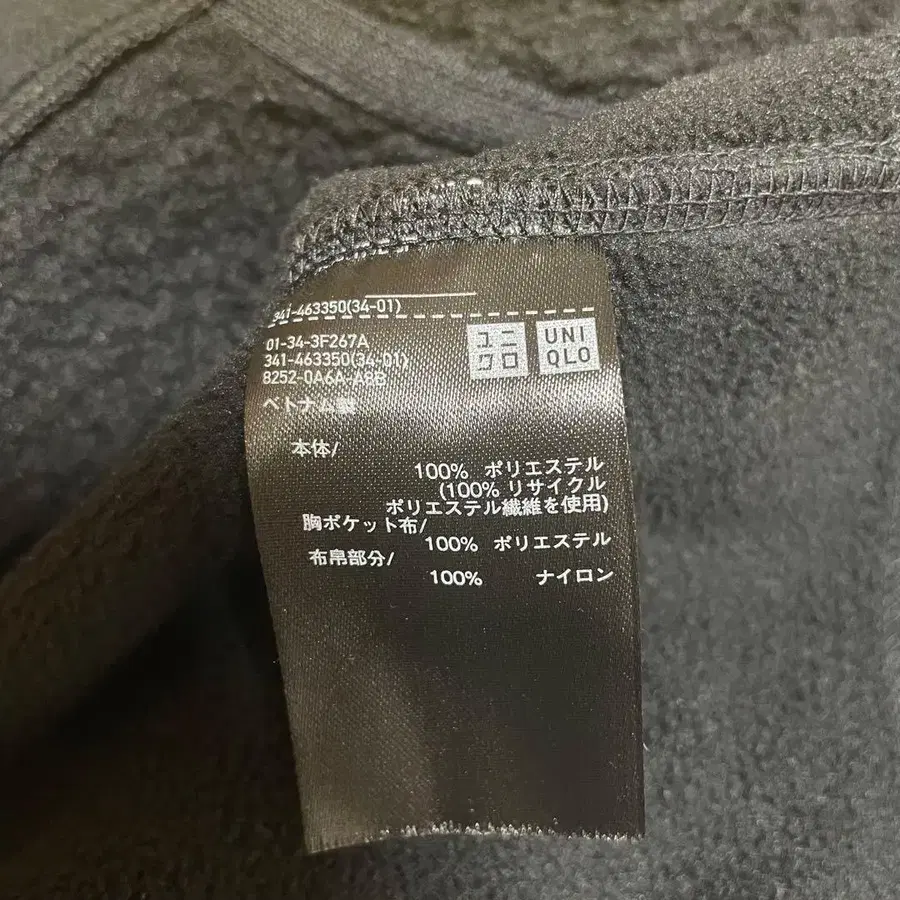 341-463350(34-01)
01-34-3F267A
341-463350(34-01)
8252-0A6A-A8B
ユニ
クロ
UNI
QLO
ベトナム製
本体/
100% ポリエステル
(100% リサイクル
ポリエステル繊維を使用)
胸ポケット布/
100% ポリエステル
布帛部分/
100% ナイロン